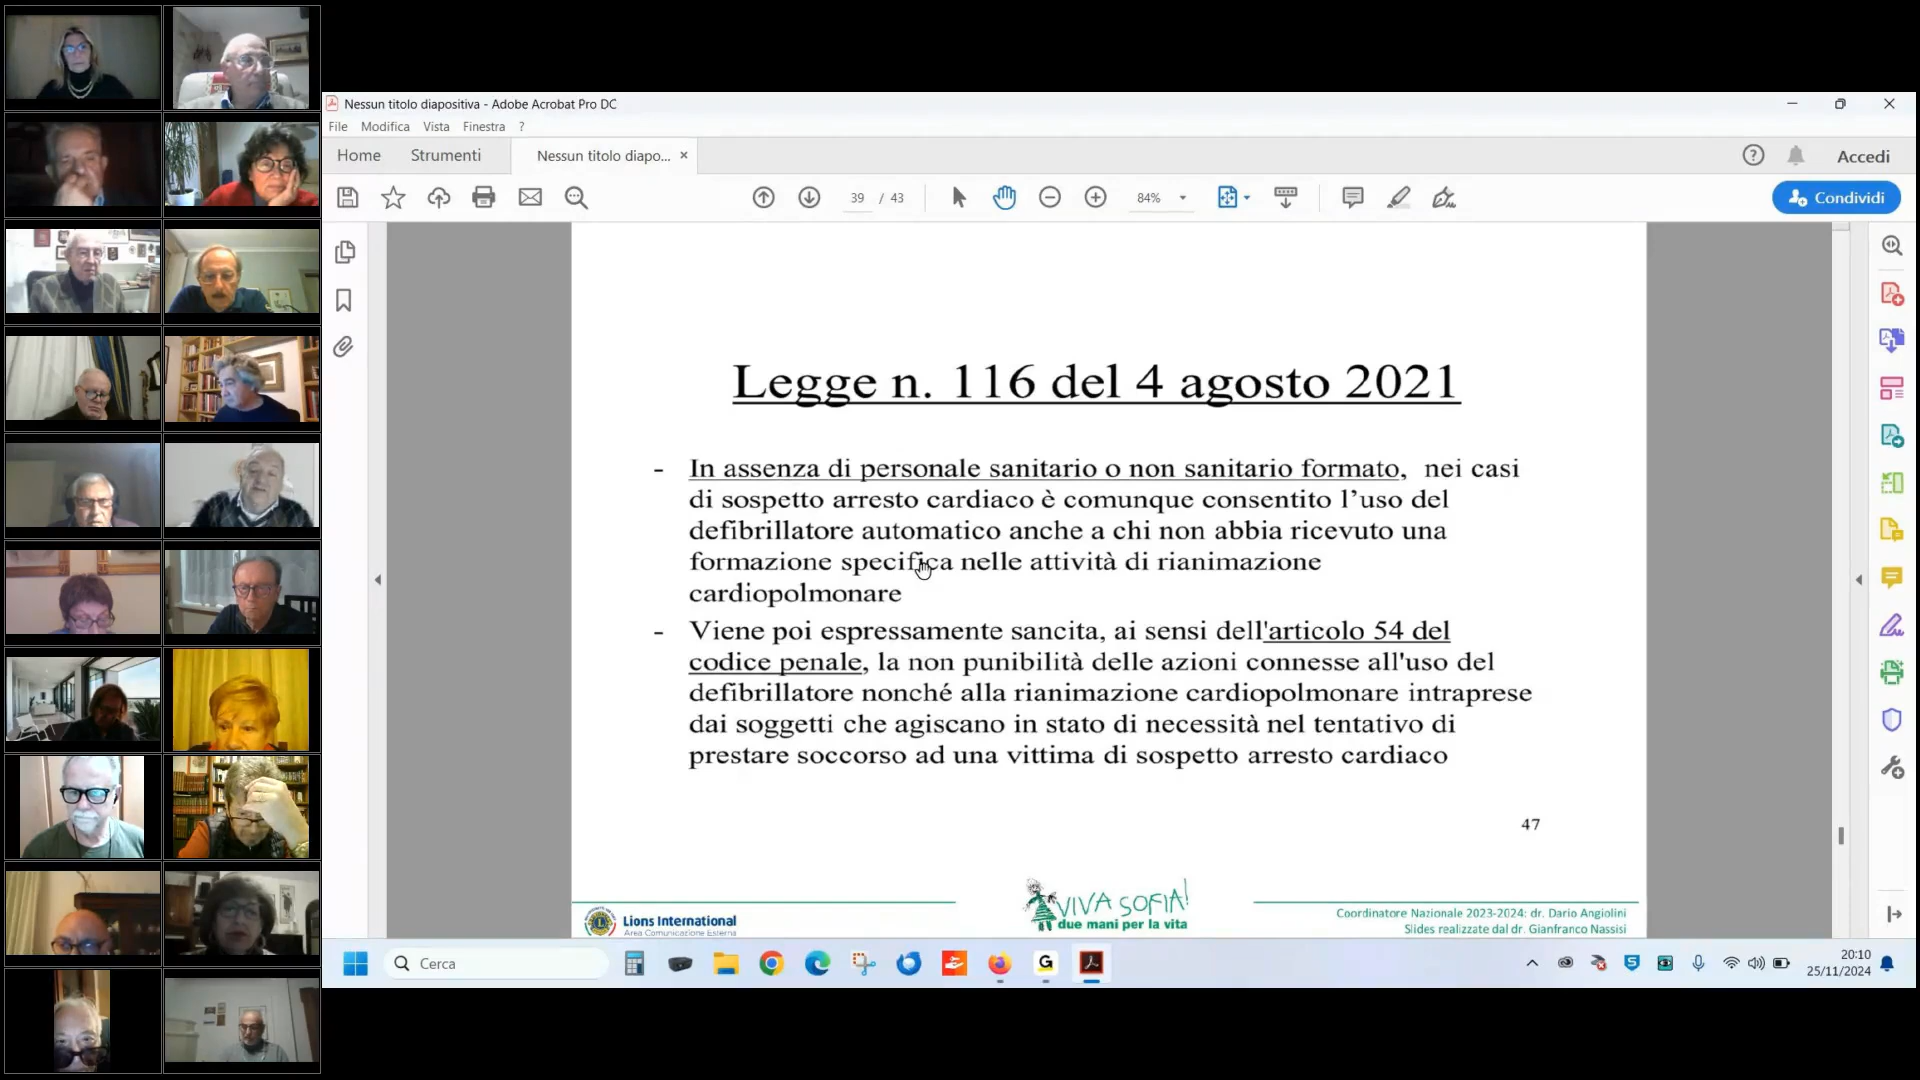 Nessun titolo diapositiva - Adobe Acrobat Pro DC
File Modifica Vista Finestra ?
Home Strumenti Nessun titolo diapo... × Accedi
39 / 43 84% Condividi
Legge n. 116 del 4 agosto 2021
- In assenza di personale sanitario o non sanitario formato, nei casi
di sospetto arresto cardiaco è comunque consentito l’uso del
defibrillatore automatico anche a chi non abbia ricevuto una
formazione specifica nelle attività di rianimazione
cardiopolmonare
- Viene poi espressamente sancita, ai sensi dell'articolo 54 del
codice penale, la non punibilità delle azioni connesse all'uso del
defibrillatore nonché alla rianimazione cardiopolmonare intraprese
dai soggetti che agiscano in stato di necessità nel tentativo di
prestare soccorso ad una vittima di sospetto arresto cardiaco
47
Lions International
Area Comunicazione Esterna
VIVA SOFIA!
due mani per la vita
Coordinatore Nazionale 2023-2024: dr. Dario Angiolini
Slides realizzate dal dr. Gianfranco Nassisi
Cerca
20:10
25/11/2024